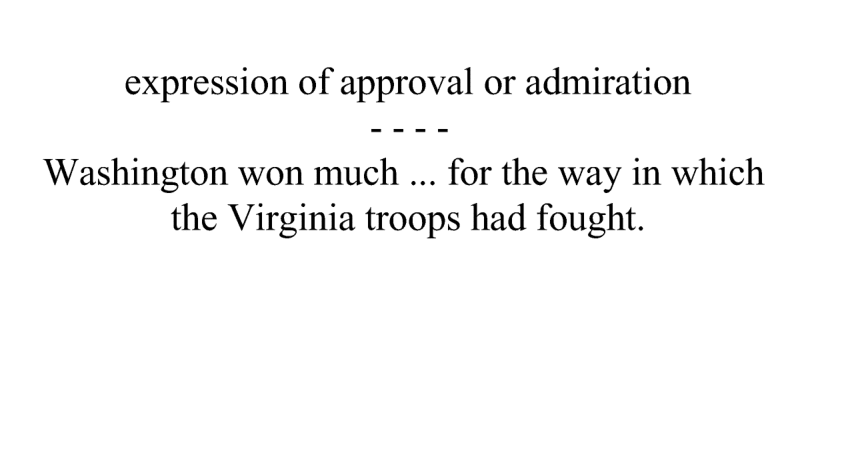 expression of approval or admiration
- - - -
Washington won much ... for the way in which
the Virginia troops had fought.